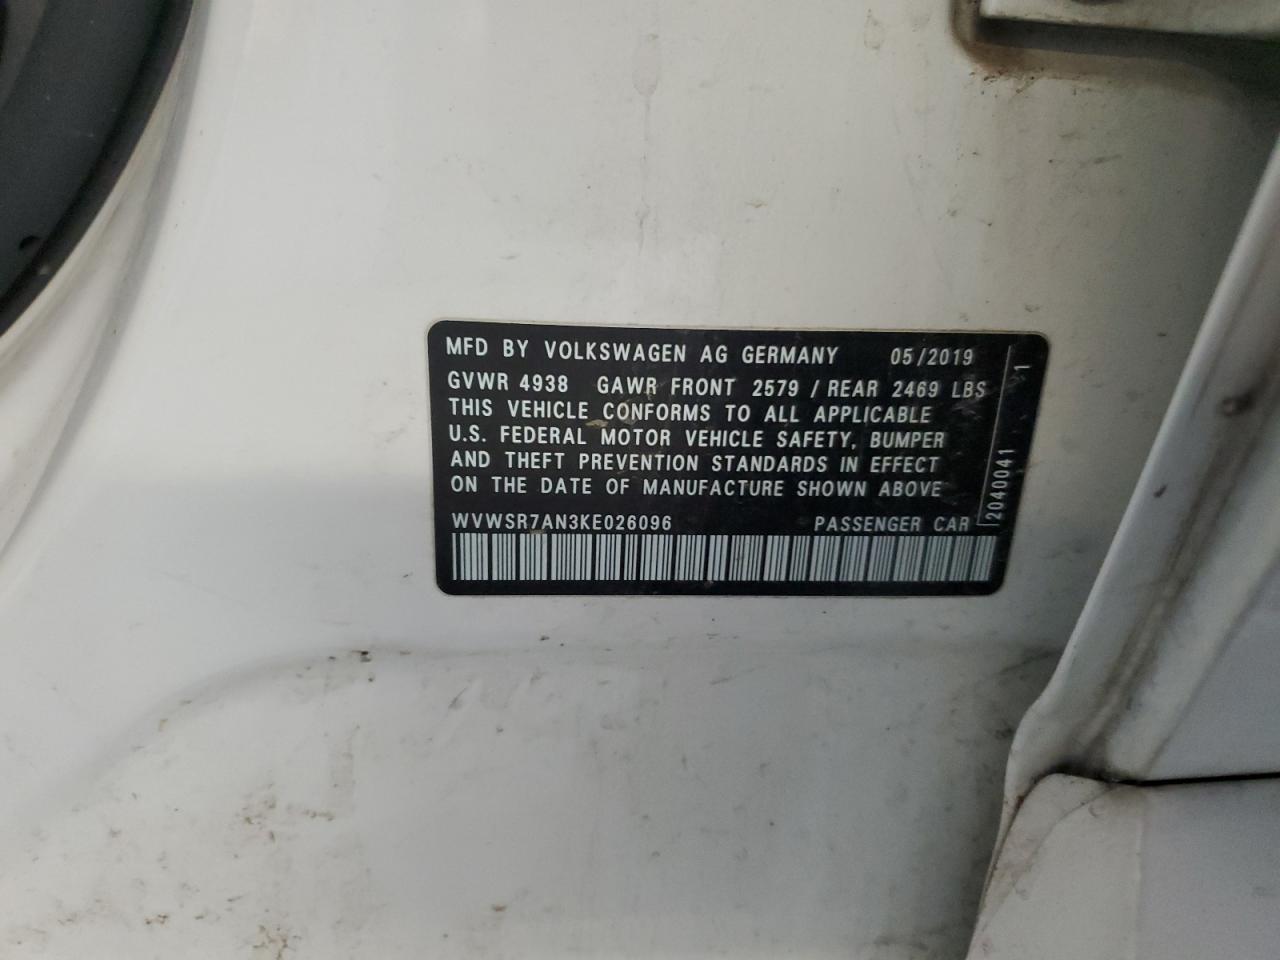 MFD BY VOLKSWAGEN AG GERMANY 05/2019
GVWR 4938 GAWR FRONT 2579 / REAR 2469 LBS
THIS VEHICLE CONFORMS TO ALL APPLICABLE
U.S. FEDERAL MOTOR VEHICLE SAFETY, BUMPER
AND THEFT PREVENTION STANDARDS IN EFFECT
ON THE DATE OF MANUFACTURE SHOWN ABOVE
WVWSR7AN3KE026096 PASSENGER CAR
2040041 1